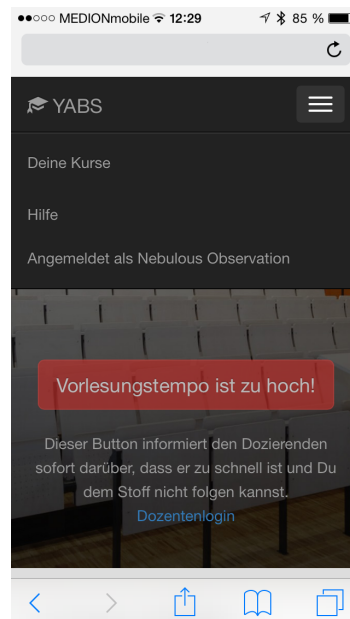 MEDIONmobile 12:29 85 %
YABS
Deine Kurse
Hilfe
Angemeldet als Nebulous Observation
Vorlesungstempo ist zu hoch!
Dieser Button informiert den Dozierenden
sofort darüber, dass er zu schnell ist und Du
dem Stoff nicht folgen kannst.
Dozentenlogin